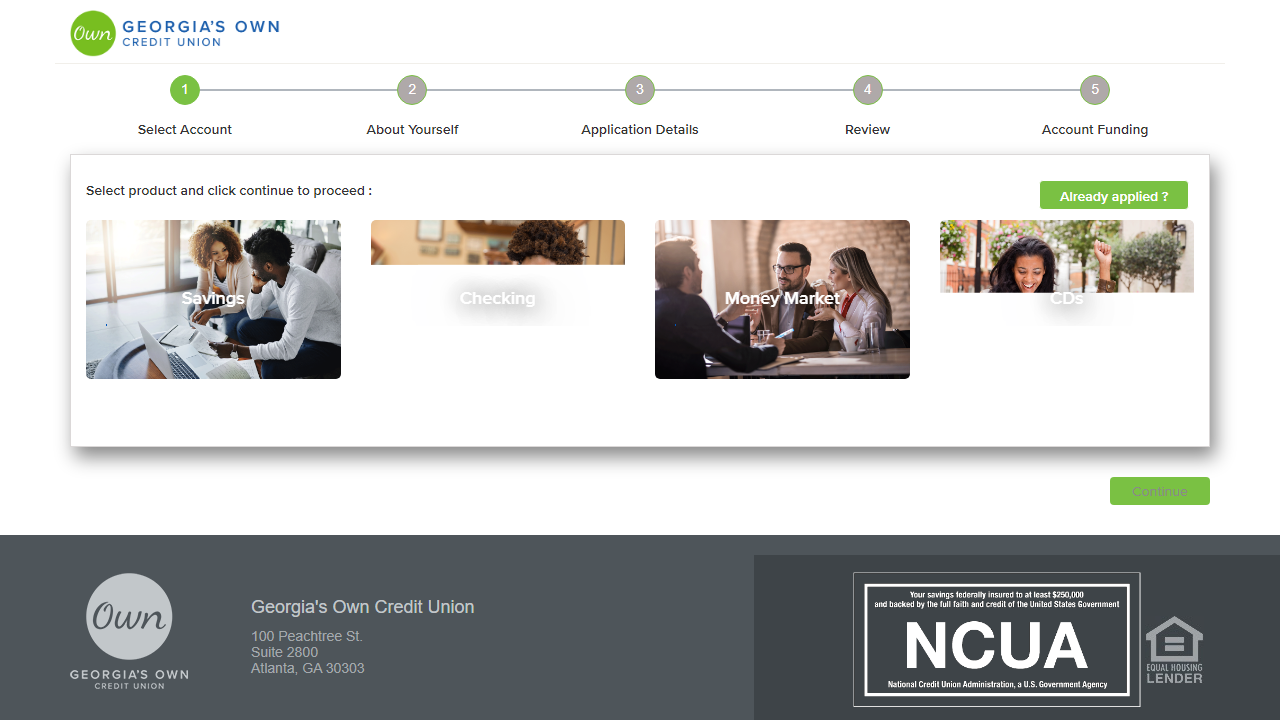 Own
GEORGIA'S OWN
CREDIT UNION
1
2
3
4
5
Select Account
About Yourself
Application Details
Review
Account Funding
Select product and click continue to proceed :
Already applied ?
Savings
Checking
Money Market
CDs
Continue
Own
GEORGIA'S OWN
CREDIT UNION
Georgia's Own Credit Union
100 Peachtree St.
Suite 2800
Atlanta, GA 30303
Your savings federally insured to at least $250,000
and backed by the full faith and credit of the United States Government
NCUA
National Credit Union Administration, a U.S. Government Agency
EQUAL HOUSING
LENDER